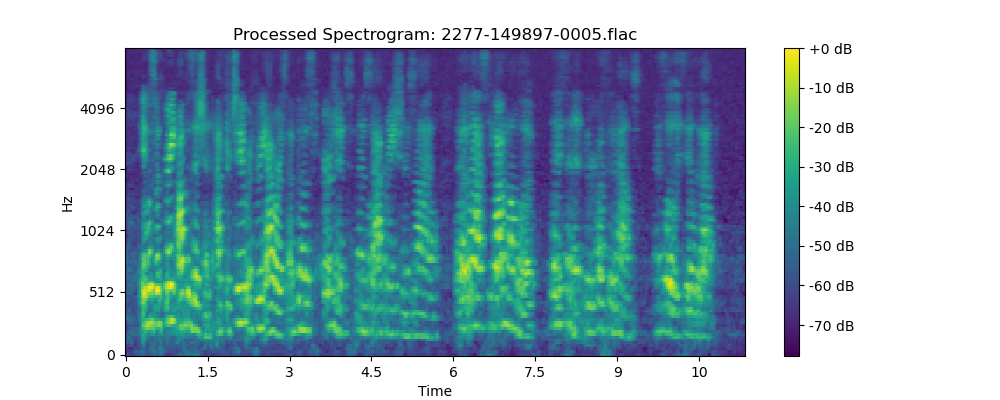 Processed Spectrogram: 2277-149897-0005.flac
+0 dB
-10 dB
-20 dB
-30 dB
-40 dB
-50 dB
-60 dB
-70 dB
Hz
4096
2048
1024
512
0
0 1.5 3 4.5 6 7.5 9 10
Time